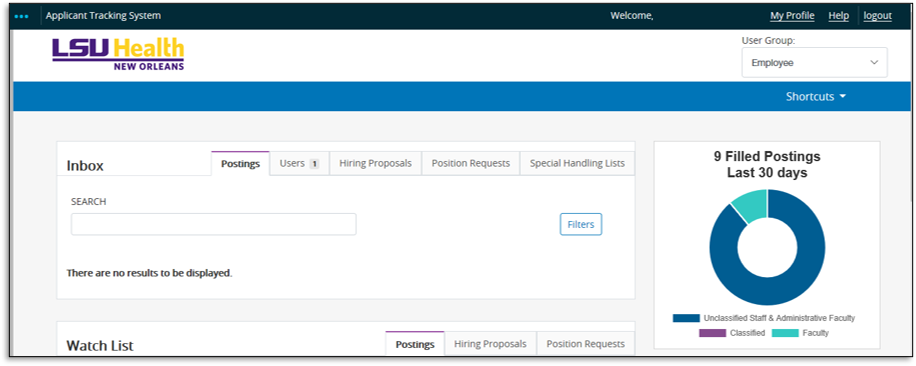 Applicant Tracking System Welcome, My Profile Help logout
LSU Health
NEW ORLEANS
User Group:
Employee
Shortcuts
Inbox Postings Users 1 Hiring Proposals Position Requests Special Handling Lists
SEARCH
Filters
There are no results to be displayed.
9 Filled Postings
Last 30 days
Unclassified Staff & Administrative Faculty
Classified Faculty
Watch List Postings Hiring Proposals Position Requests